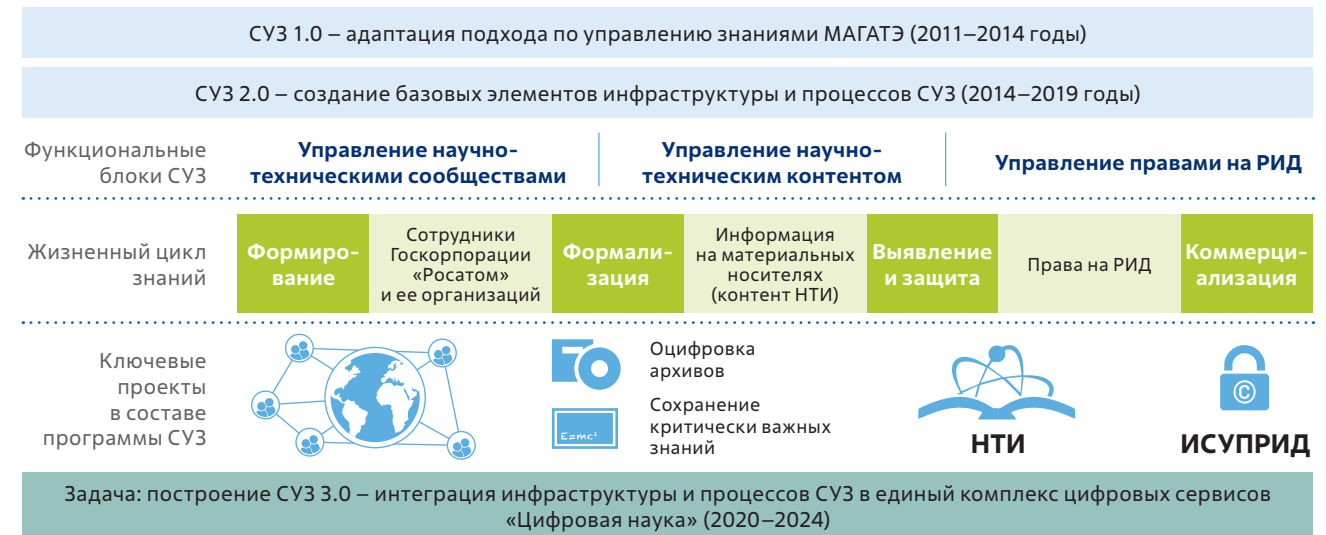 СУЗ 1.0 – адаптация подхода по управлению знаниями МАГАТЭ (2011–2014 годы)
СУЗ 2.0 – создание базовых элементов инфраструктуры и процессов СУЗ (2014–2019 годы)
Функциональные
блоки СУЗ
Управление научно-
техническими сообществами
Управление научно-
техническим контентом
Управление правами на РИД
Жизненный цикл
знаний
Формиро-
вание
Сотрудники
Госкорпорации
«Росатом»
и ее организаций
Формали-
зация
Информация
на материальных
носителях
(контент НТИ)
Выявление
и защита
Права на РИД
Коммерци-
ализация
Ключевые
проекты
в составе
программы СУЗ
Оцифровка
архивов
E=mc²
Сохранение
критически важных
знаний
НТИ
©
ИСУПРИД
Задача: построение СУЗ 3.0 – интеграция инфраструктуры и процессов СУЗ в единый комплекс цифровых сервисов
«Цифровая наука» (2020–2024)